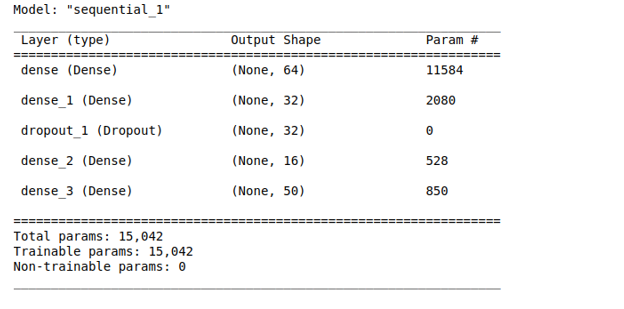 Model: "sequential_1"
_________________________________________________________________
Layer (type) Output Shape Param #
=================================================================
dense (Dense) (None, 64) 11584
dense_1 (Dense) (None, 32) 2080
dropout_1 (Dropout) (None, 32) 0
dense_2 (Dense) (None, 16) 528
dense_3 (Dense) (None, 50) 850
=================================================================
Total params: 15,042
Trainable params: 15,042
Non-trainable params: 0
_________________________________________________________________